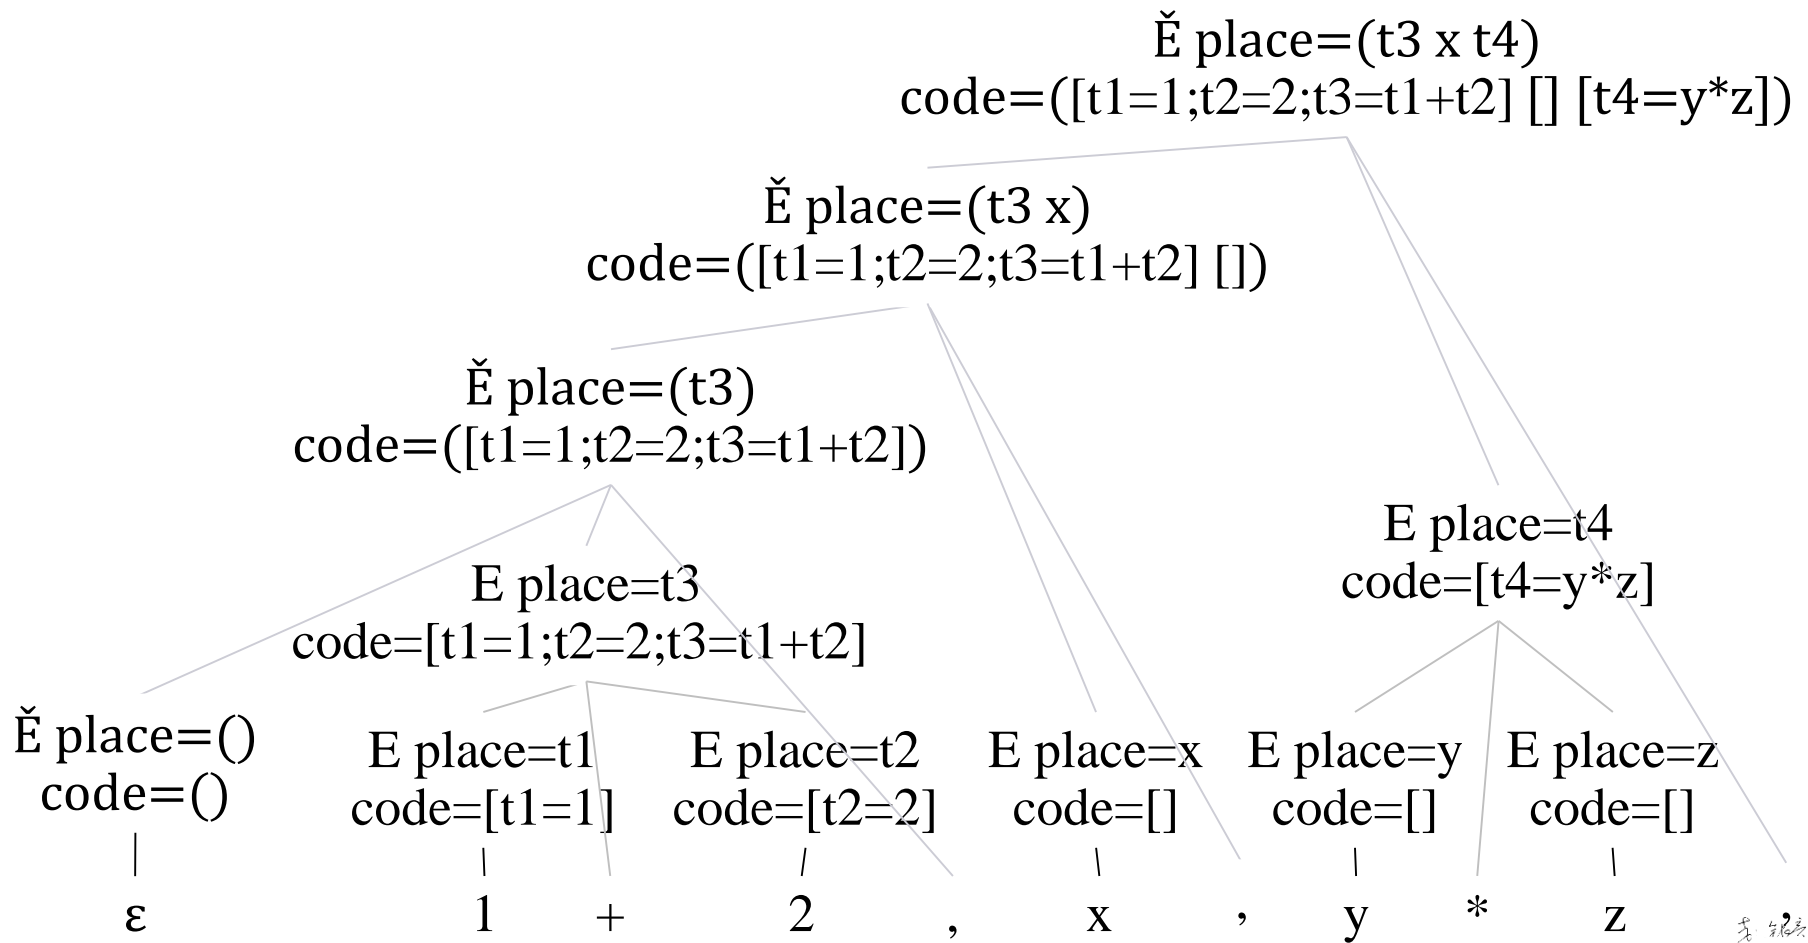 Ě place=(t3 x t4)
code=([t1=1;t2=2;t3=t1+t2] [] [t4=y*z])
Ě place=(t3 x)
code=([t1=1;t2=2;t3=t1+t2] [])
Ě place=(t3)
code=([t1=1;t2=2;t3=t1+t2])
E place=t4
code=[t4=y*z]
E place=t3
code=[t1=1;t2=2;t3=t1+t2]
Ě place=()
code=()
E place=t1
code=[t1=1]
E place=t2
code=[t2=2]
E place=x
code=[]
E place=y
code=[]
E place=z
code=[]
ε 1 + 2 , x , y * z ,